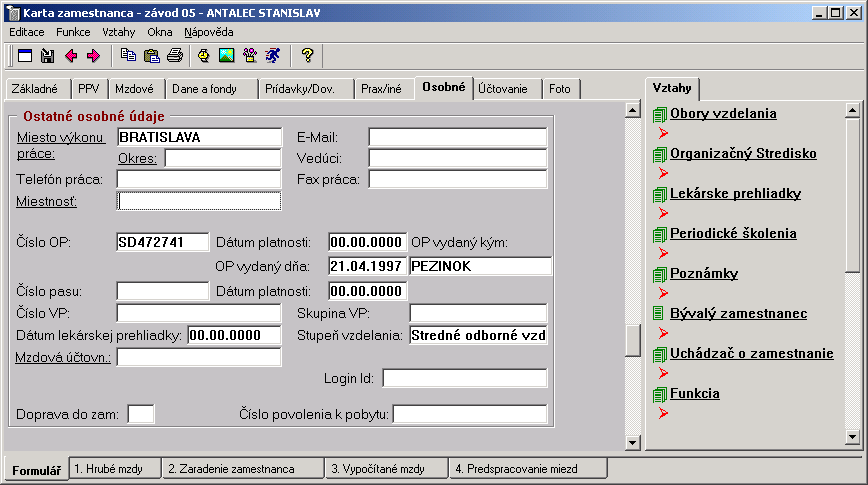 Karta zamestnanca - závod 05 - ANTALEC STANISLAV
Editace Funkce Vztahy Okna Nápověda
Základné PPV Mzdové Dane a fondy Prídavky/Dov. Prax/iné Osobné Účtovanie Foto
Vztahy
Ostatné osobné údaje
Miesto výkonu práce: BRATISLAVA E-Mail:
Okres: Vedúci:
Telefón práca: Fax práca:
Miestnosť:
Číslo OP: SD472741 Dátum platnosti: 00.00.0000 OP vydaný kým:
OP vydaný dňa: 21.04.1997 PEZINOK
Číslo pasu: Dátum platnosti: 00.00.0000
Číslo VP: Skupina VP:
Dátum lekárskej prehliadky: 00.00.0000 Stupeň vzdelania: Stredné odborné vzd
Mzdová účtovn.:
Login Id:
Doprava do zam: Číslo povolenia k pobytu:
Obory vzdelania
Organizačný Stredisko
Lekárske prehliadky
Periodické školenia
Poznámky
Bývalý zamestnanec
Uchádzač o zamestnanie
Funkcia
Formulář 1. Hrubé mzdy 2. Zaradenie zamestnanca 3. Vypočítané mzdy 4. Predspracovanie miezd